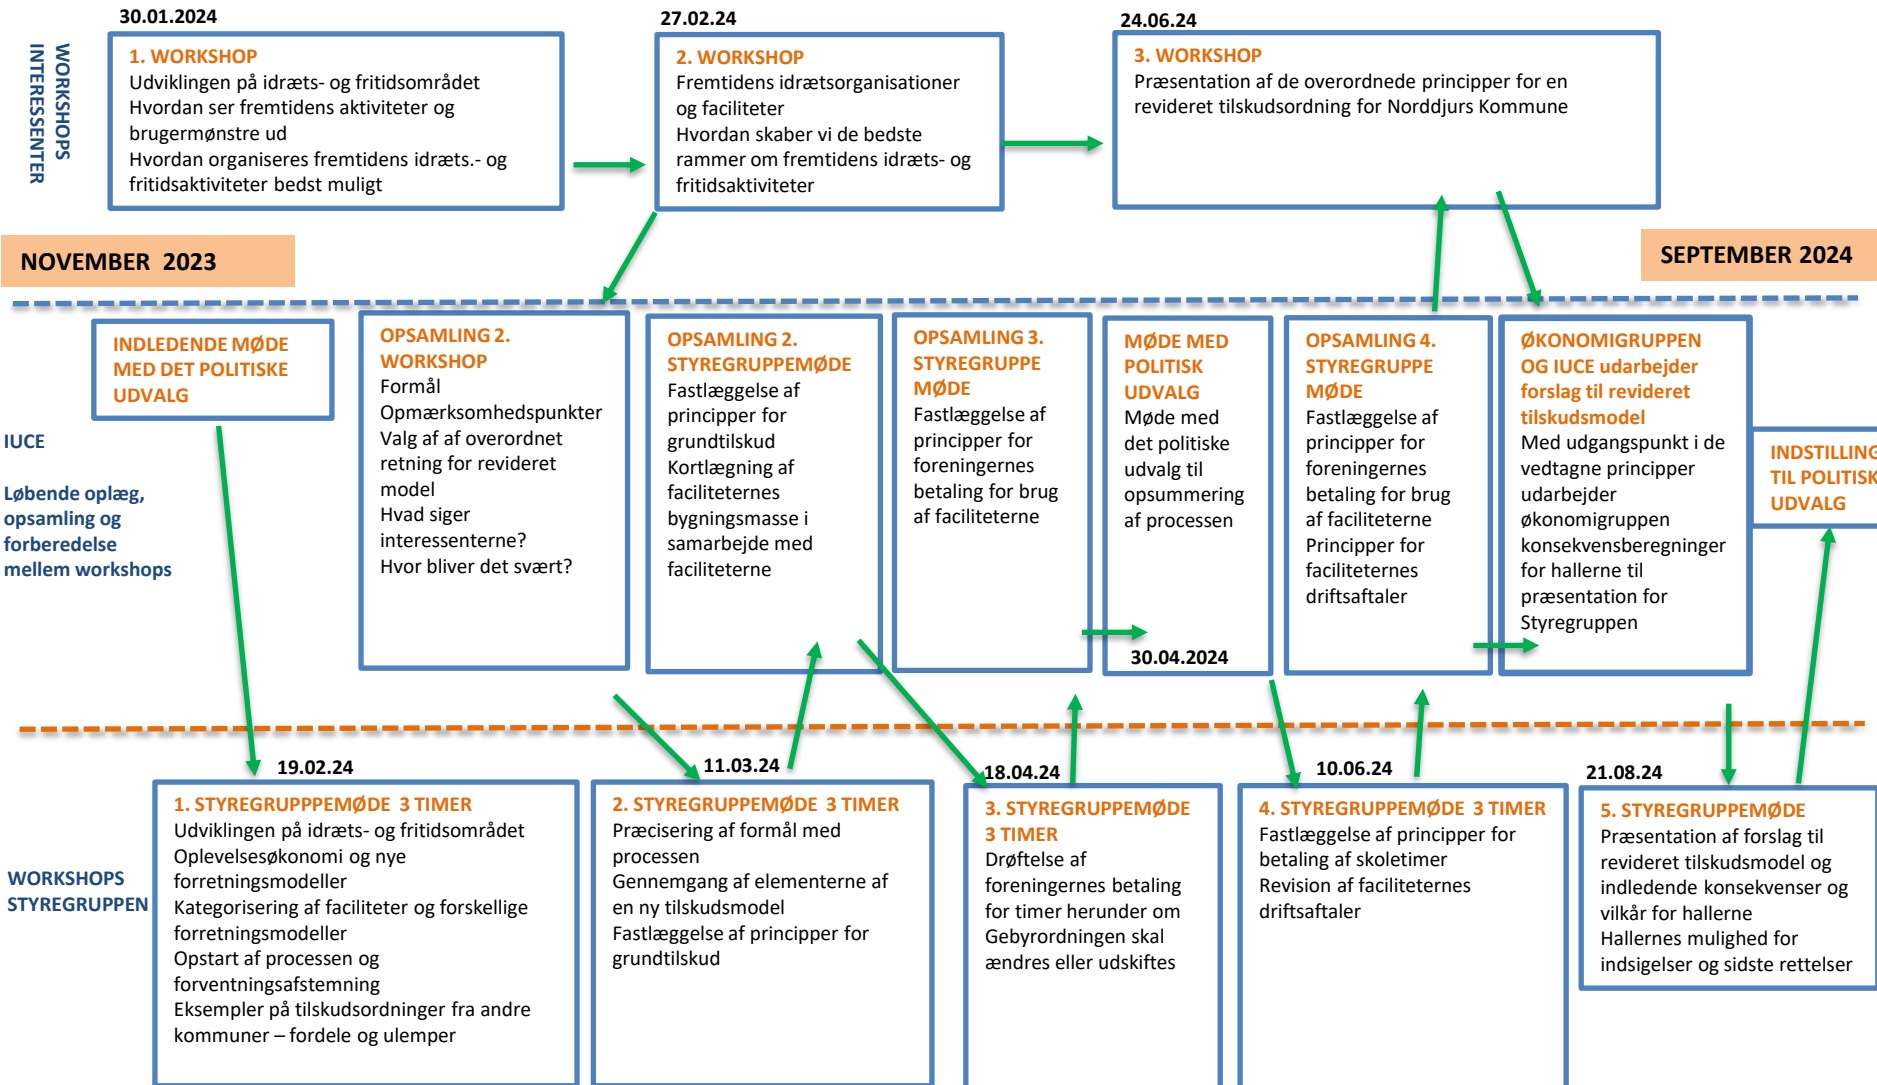 30.01.2024
27.02.24
24.06.24
WORKSHOPS
INTERESSENTER
1. WORKSHOP
Udviklingen på idræts- og fritidsområdet
Hvordan ser fremtidens aktiviteter og
brugermønstre ud
Hvordan organiseres fremtidens idræts.- og
fritidsaktiviteter bedst muligt
2. WORKSHOP
Fremtidens idrætsorganisationer
og faciliteter
Hvordan skaber vi de bedste
rammer om fremtidens idræts- og
fritidsaktiviteter
3. WORKSHOP
Præsentation af de overordnede principper for en
revideret tilskudsordning for Norddjurs Kommune
NOVEMBER 2023
SEPTEMBER 2024
IUCE
Løbende oplæg,
opsamling og
forberedelse
mellem workshops
INDLEDENDE MØDE
MED DET POLITISKE
UDVALG
OPSAMLING 2.
WORKSHOP
Formål
Opmærksomhedspunkter
Valg af af overordnet
retning for revideret
model
Hvad siger
interessenterne?
Hvor bliver det svært?
OPSAMLING 2.
STYREGRUPPEMØDE
Fastlæggelse af
principper for
grundtilskud
Kortlægning af
faciliteternes
bygningsmasse i
samarbejde med
faciliteterne
OPSAMLING 3.
STYREGRUPPE
MØDE
Fastlæggelse af
principper for
foreningernes
betaling for brug
af faciliteterne
MØDE MED
POLITISK
UDVALG
Møde med
det politiske
udvalg til
opsummering
af processen
30.04.2024
OPSAMLING 4.
STYREGRUPPE
MØDE
Fastlæggelse af
principper for
foreningernes
betaling for brug
af faciliteterne
Principper for
faciliteternes
driftsaftaler
ØKONOMIGRUPPEN
OG IUCE udarbejder
forslag til revideret
tilskudsmodel
Med udgangspunkt i de
vedtagne principper
udarbejder
økonomigruppen
konsekvensberegninger
for hallerne til
præsentation for
Styregruppen
INDSTILLING
TIL POLITISK
UDVALG
WORKSHOPS
STYREGRUPPEN
19.02.24
1. STYREGRUPPPEMØDE 3 TIMER
Udviklingen på idræts- og fritidsområdet
Oplevelsesøkonomi og nye
forretningsmodeller
Kategorisering af faciliteter og forskellige
forretningsmodeller
Opstart af processen og
forventningsafstemning
Eksempler på tilskudsordninger fra andre
kommuner – fordele og ulemper
11.03.24
2. STYREGRUPPEMØDE 3 TIMER
Præcisering af formål med
processen
Gennemgang af elementerne af
en ny tilskudsmodel
Fastlæggelse af principper for
grundtilskud
18.04.24
3. STYREGRUPPEMØDE
3 TIMER
Drøftelse af
foreningernes betaling
for timer herunder om
Gebyrordningen skal
ændres eller udskiftes
10.06.24
4. STYREGRUPPEMØDE 3 TIMER
Fastlæggelse af principper for
betaling af skoletimer
Revision af faciliteternes
driftsaftaler
21.08.24
5. STYREGRUPPEMØDE
Præsentation af forslag til
revideret tilskudsmodel og
indledende konsekvenser og
vilkår for hallerne
Hallernes mulighed for
indsigelser og sidste rettelser